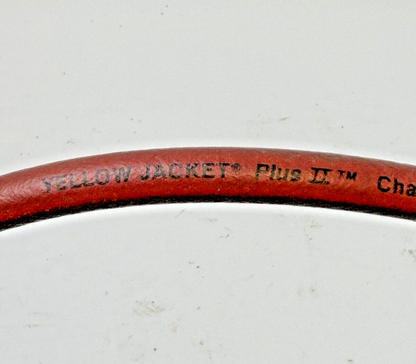 YELLOW JACKET® Plus II™ Cha